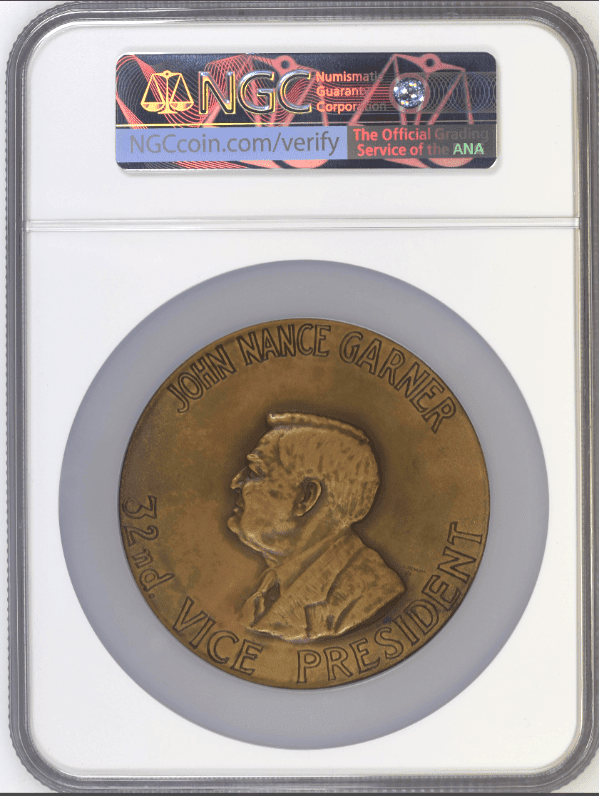 NGC
Numismatic
Guaranty
Corporation
NGCcoin.com/verify
The Official Grading
Service of the ANA
JOHN NANCE GARNER
32nd. VICE PRESIDENT